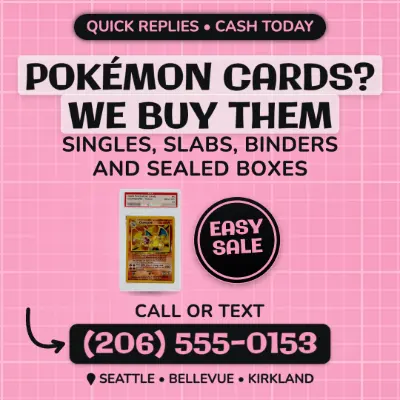 QUICK REPLIES • CASH TODAY
POKÉMON CARDS?
WE BUY THEM
SINGLES, SLABS, BINDERS
AND SEALED BOXES
EASY
SALE
CALL OR TEXT
(206) 555-0153
SEATTLE • BELLEVUE • KIRKLAND